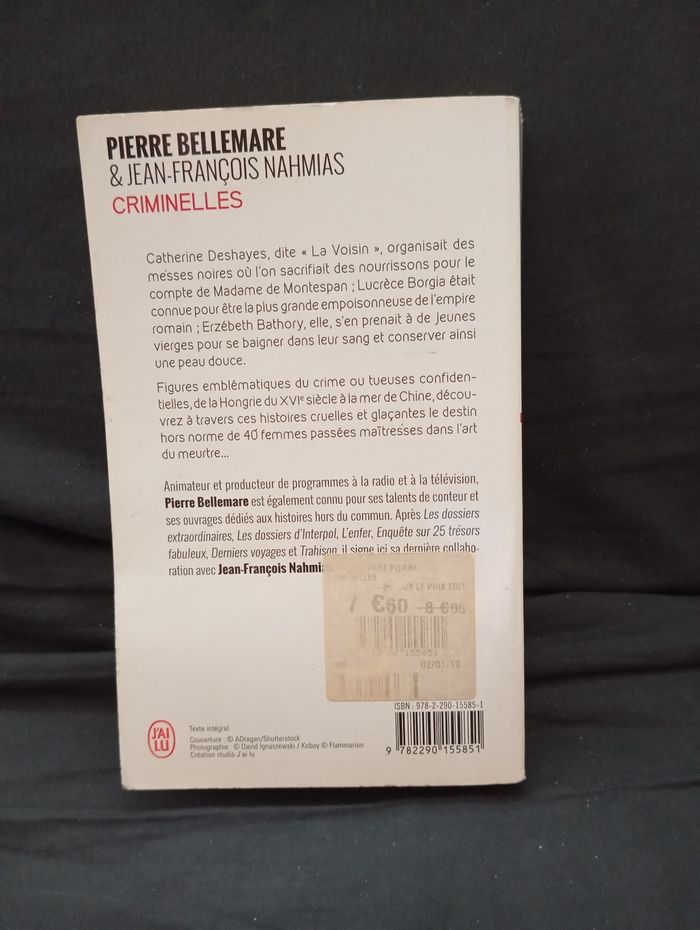 PIERRE BELLEMARE
& JEAN-FRANÇOIS NAHMIAS
CRIMINELLES
Catherine Deshayes, dite « La Voisin », organisait des
messes noires où l'on sacrifiait des nourrissons pour le
compte de Madame de Montespan ; Lucrèce Borgia était
connue pour être la plus grande empoisonneuse de l'empire
romain ; Erzébeth Bathory, elle, s'en prenait à de jeunes
vierges pour se baigner dans leur sang et conserver ainsi
une peau douce.
Figures emblématiques du crime ou tueuses confiden-
tielles, de la Hongrie du XVIe siècle à la mer de Chine, décou-
vrez à travers ces histoires cruelles et glaçantes le destin
hors norme de 40 femmes passées maîtresses dans l'art
du meurtre...
Animateur et producteur de programmes à la radio et à la télévision,
Pierre Bellemare est également connu pour ses talents de conteur et
ses ouvrages dédiés aux histoires hors du commun. Après Les dossiers
extraordinaires, Les dossiers d'Interpol, L'enfer, Enquête sur 25 trésors
fabuleux, Derniers voyages et Trahison, il signe ici sa dernière collabo-
ration avec Jean-François Nahmia
PIERRE
UR LE PRIX EDIT
7 €60
155851
02/01/19
ISBN : 978-2-290-15585-1
9 782290 155851
J'AI
LU
Texte intégral
Couverture : © ADragan/Shutterstock
Photographie : © David Ignaszewski / Koboy © Flammarion
Création studio J'ai lu